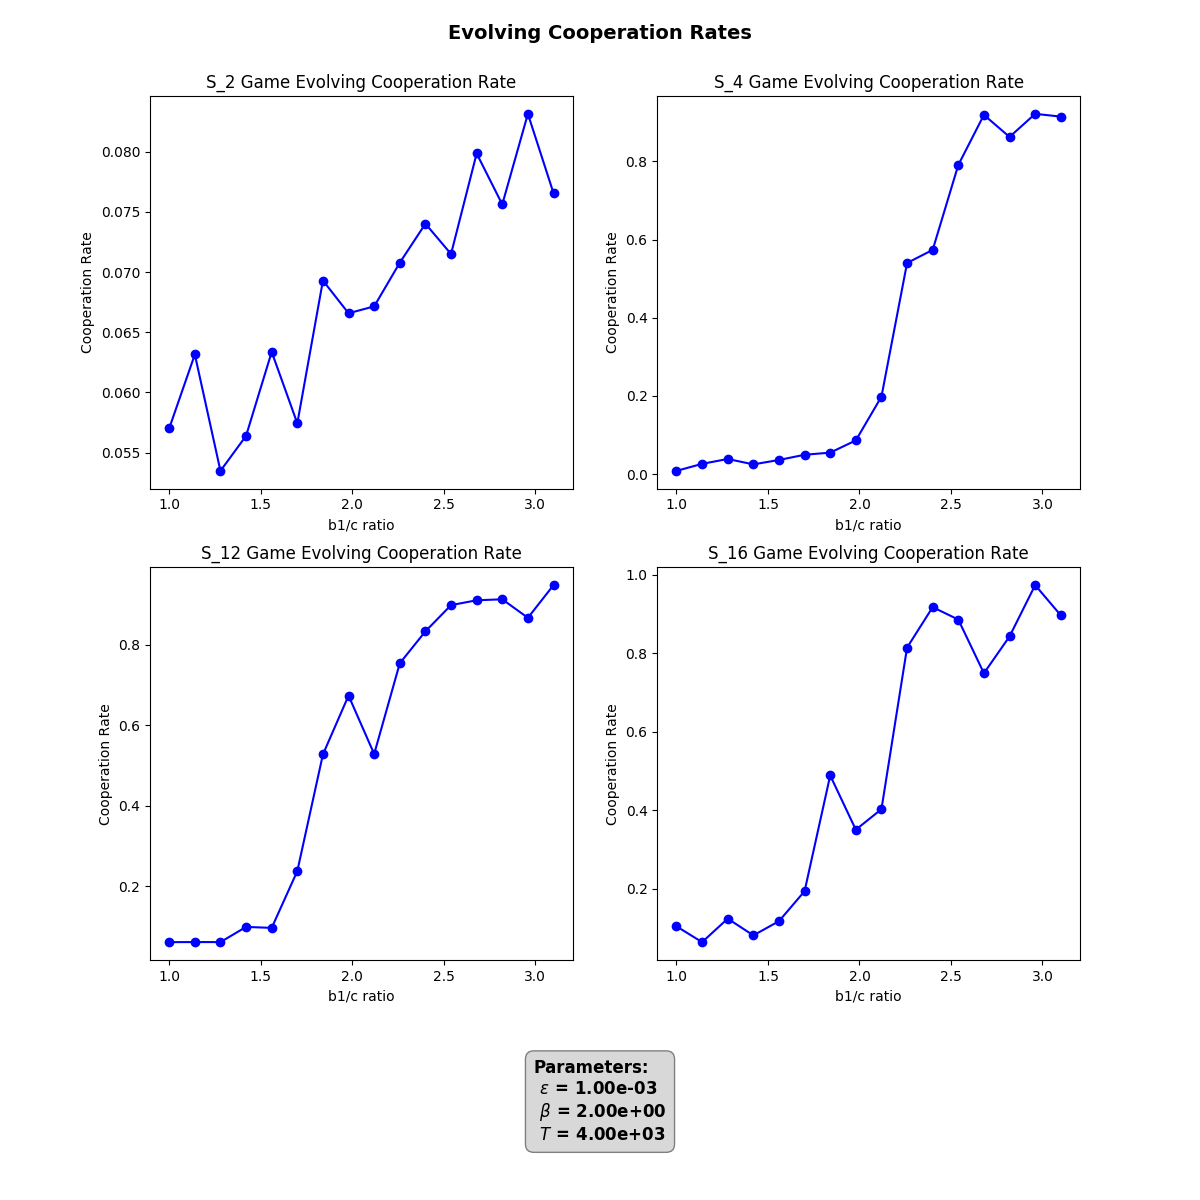 Evolving Cooperation Rates
S_2 Game Evolving Cooperation Rate
Cooperation Rate
0.080
0.075
0.070
0.065
0.060
0.055
1.0 1.5 2.0 2.5 3.0
b1/c ratio
S_4 Game Evolving Cooperation Rate
Cooperation Rate
0.8
0.6
0.4
0.2
0.0
1.0 1.5 2.0 2.5 3.0
b1/c ratio
S_12 Game Evolving Cooperation Rate
Cooperation Rate
0.8
0.6
0.4
0.2
1.0 1.5 2.0 2.5 3.0
b1/c ratio
S_16 Game Evolving Cooperation Rate
Cooperation Rate
1.0
0.8
0.6
0.4
0.2
1.0 1.5 2.0 2.5 3.0
b1/c ratio
Parameters:
ε = 1.00e-03
β = 2.00e+00
T = 4.00e+03